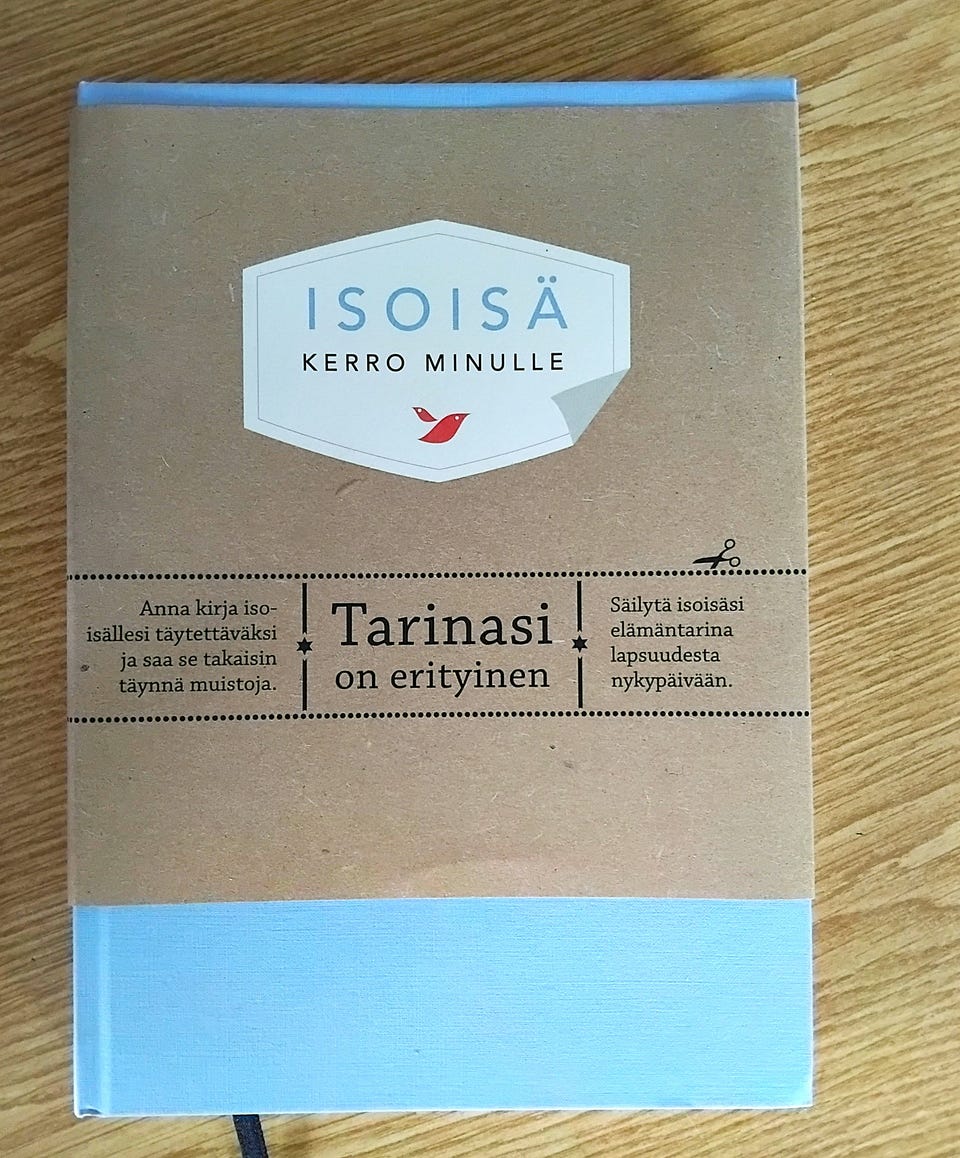 ISOISÄ
KERRO MINULLE
Anna kirja iso-
isällesi täytettäväksi
ja saa se takaisin
täynnä muistoja.
Tarinasi
on erityinen
Säilytä isoisäsi
elämäntarina
lapsuudesta
nykypäivään.